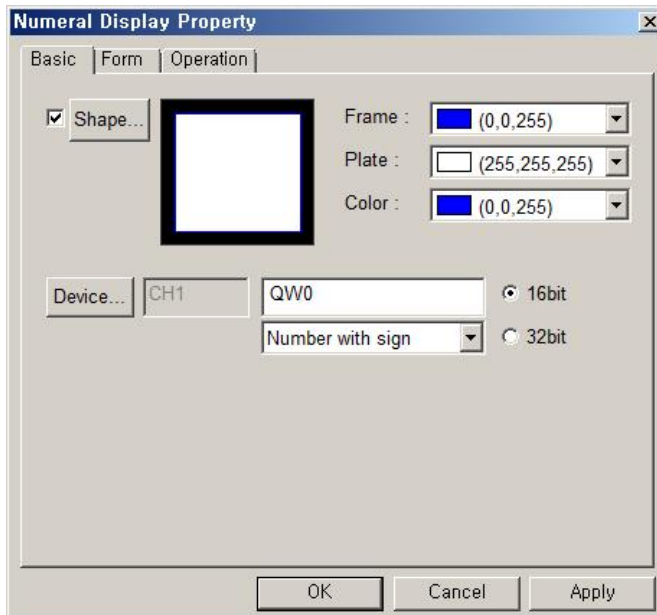 Numeral Display Property
Basic Form Operation
Shape...
Frame : (0,0,255)
Plate : (255,255,255)
Color : (0,0,255)
Device... CH1 QW0 16bit
Number with sign 32bit
OK Cancel Apply